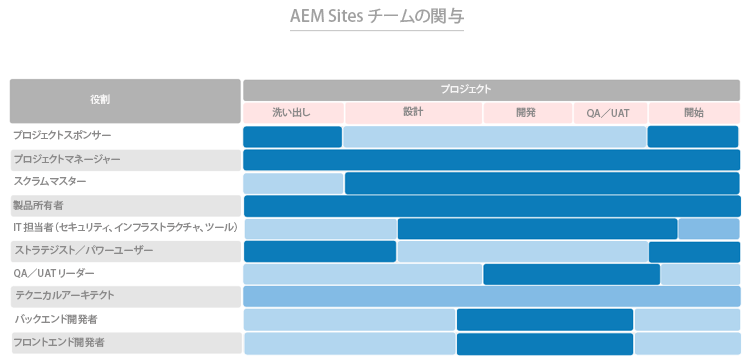 AEM Sites チームの関与
役割
プロジェクト
洗い出し 設計 開発 QA／UAT 開始
プロジェクトスポンサー
プロジェクトマネージャー
スクラムマスター
製品所有者
IT 担当者（セキュリティ、インフラストラクチャ、ツール）
ストラテジスト／パワーユーザー
QA／UAT リーダー
テクニカルアーキテクト
バックエンド開発者
フロントエンド開発者